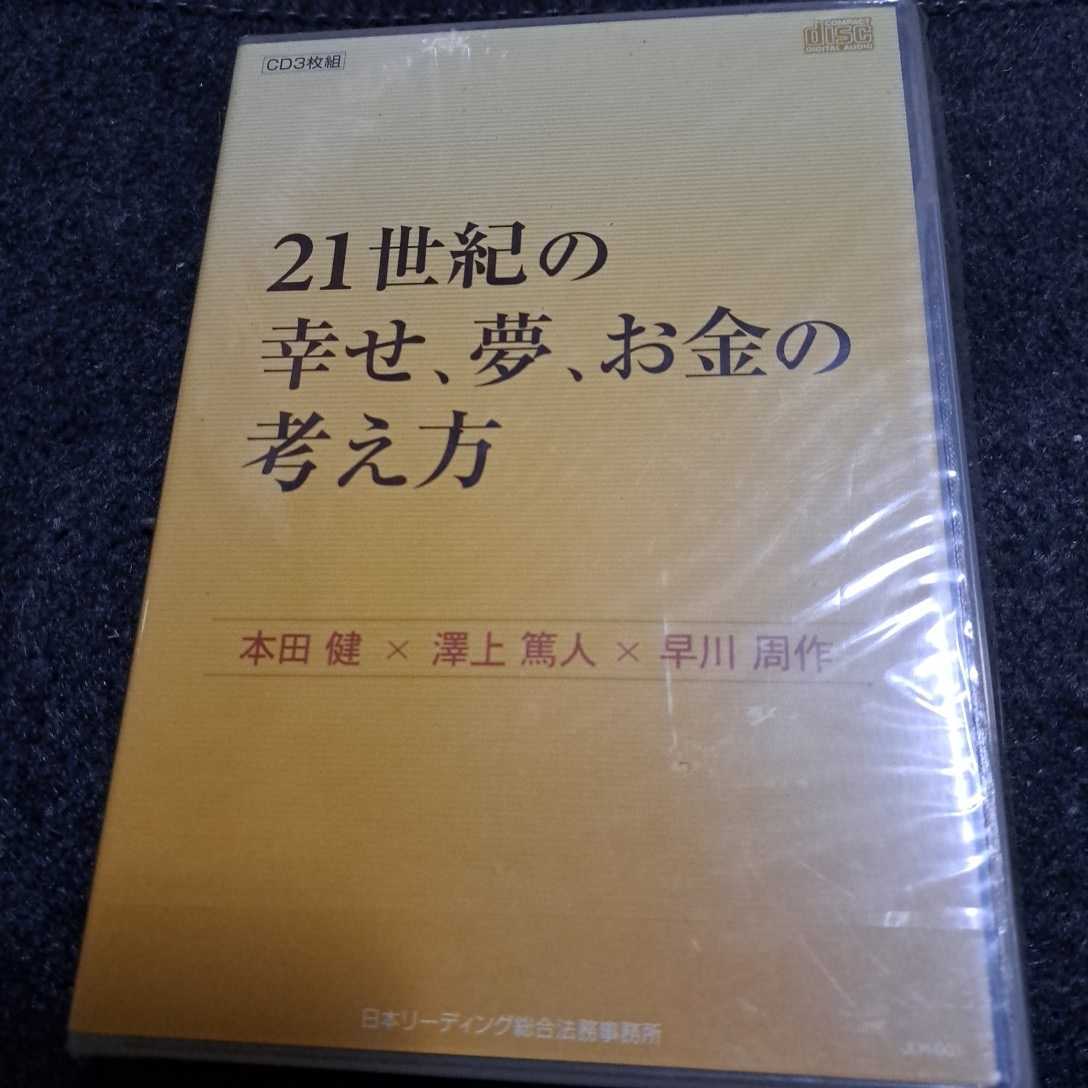 CD3枚組
COMPACT
disc
DIGITAL AUDIO
21世紀の
幸せ、夢、お金の
考え方
本田 健 × 澤上 篤人 × 早川 周作
日本リーディング総合法務事務所